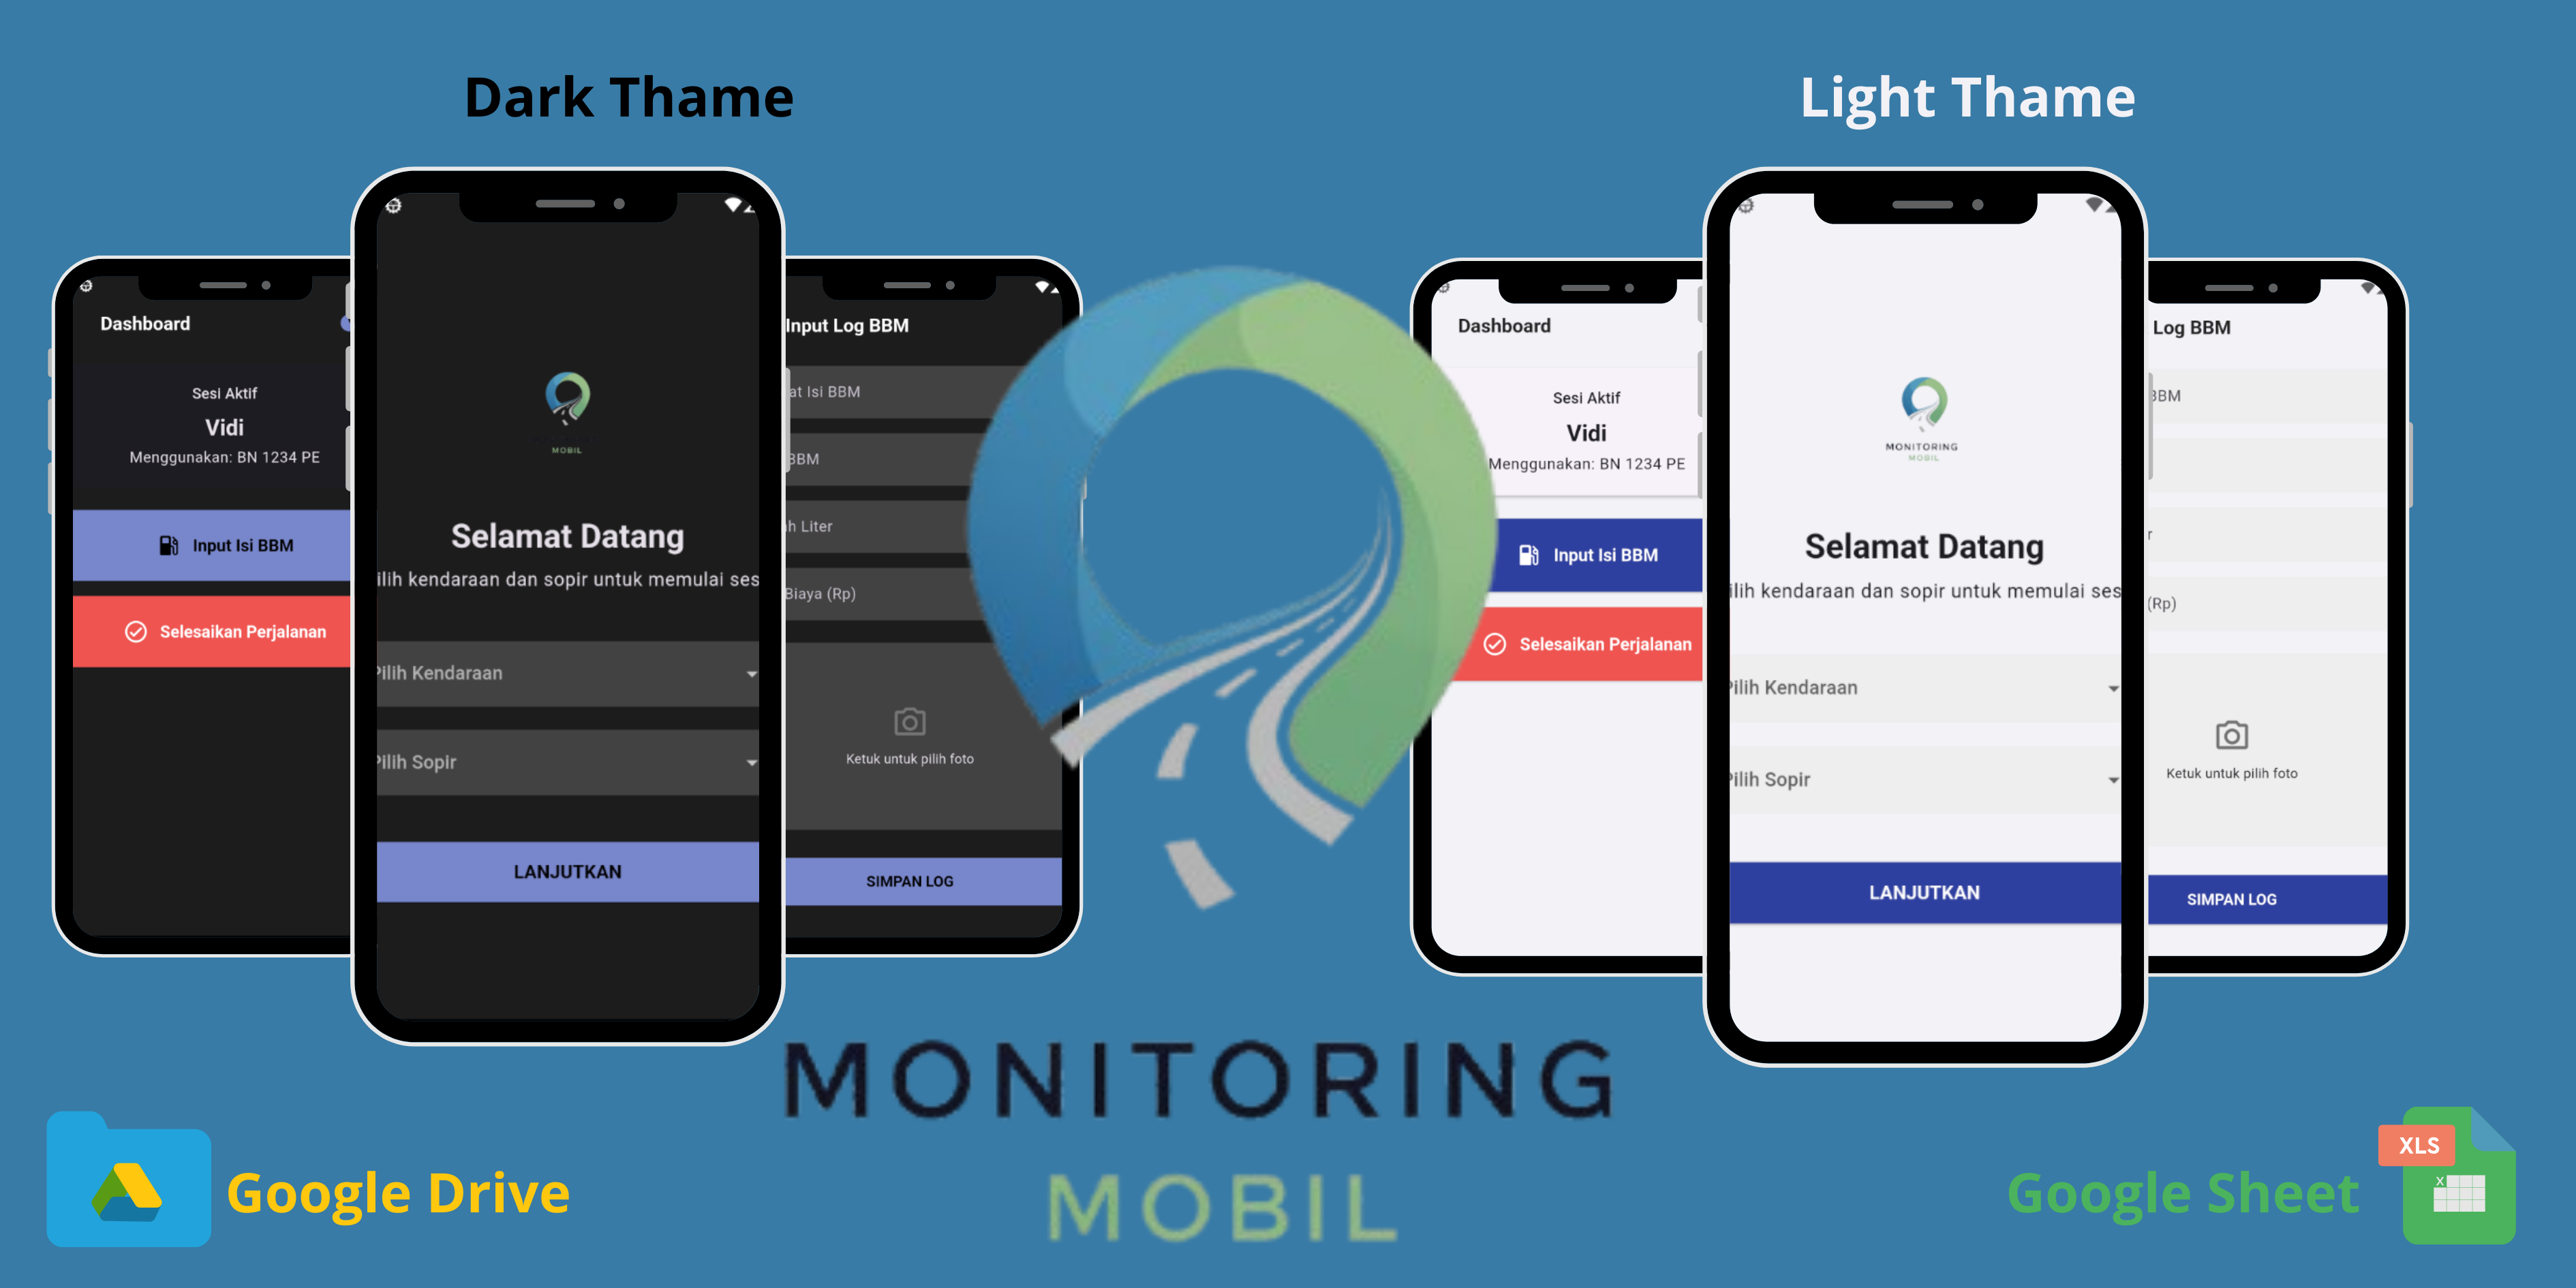 Dark Thame
Light Thame
Dashboard
Sesi Aktif
Vidi
Menggunakan: BN 1234 PE
Input Isi BBM
Selesaikan Perjalanan
MOBIL
Selamat Datang
ilih kendaraan dan sopir untuk memulai ses
Pilih Kendaraan
Pilih Sopir
LANJUTKAN
Input Log BBM
at Isi BBM
BBM
h Liter
Biaya (Rp)
Ketuk untuk pilih foto
SIMPAN LOG
Dashboard
Sesi Aktif
Vidi
Menggunakan: BN 1234 PE
Input Isi BBM
Selesaikan Perjalanan
MONITORING
MOBIL
Selamat Datang
ilih kendaraan dan sopir untuk memulai ses
Pilih Kendaraan
Pilih Sopir
LANJUTKAN
Log BBM
BBM
r
(Rp)
Ketuk untuk pilih foto
SIMPAN LOG
MONITORING
MOBIL
Google Drive
Google Sheet
XLS
X